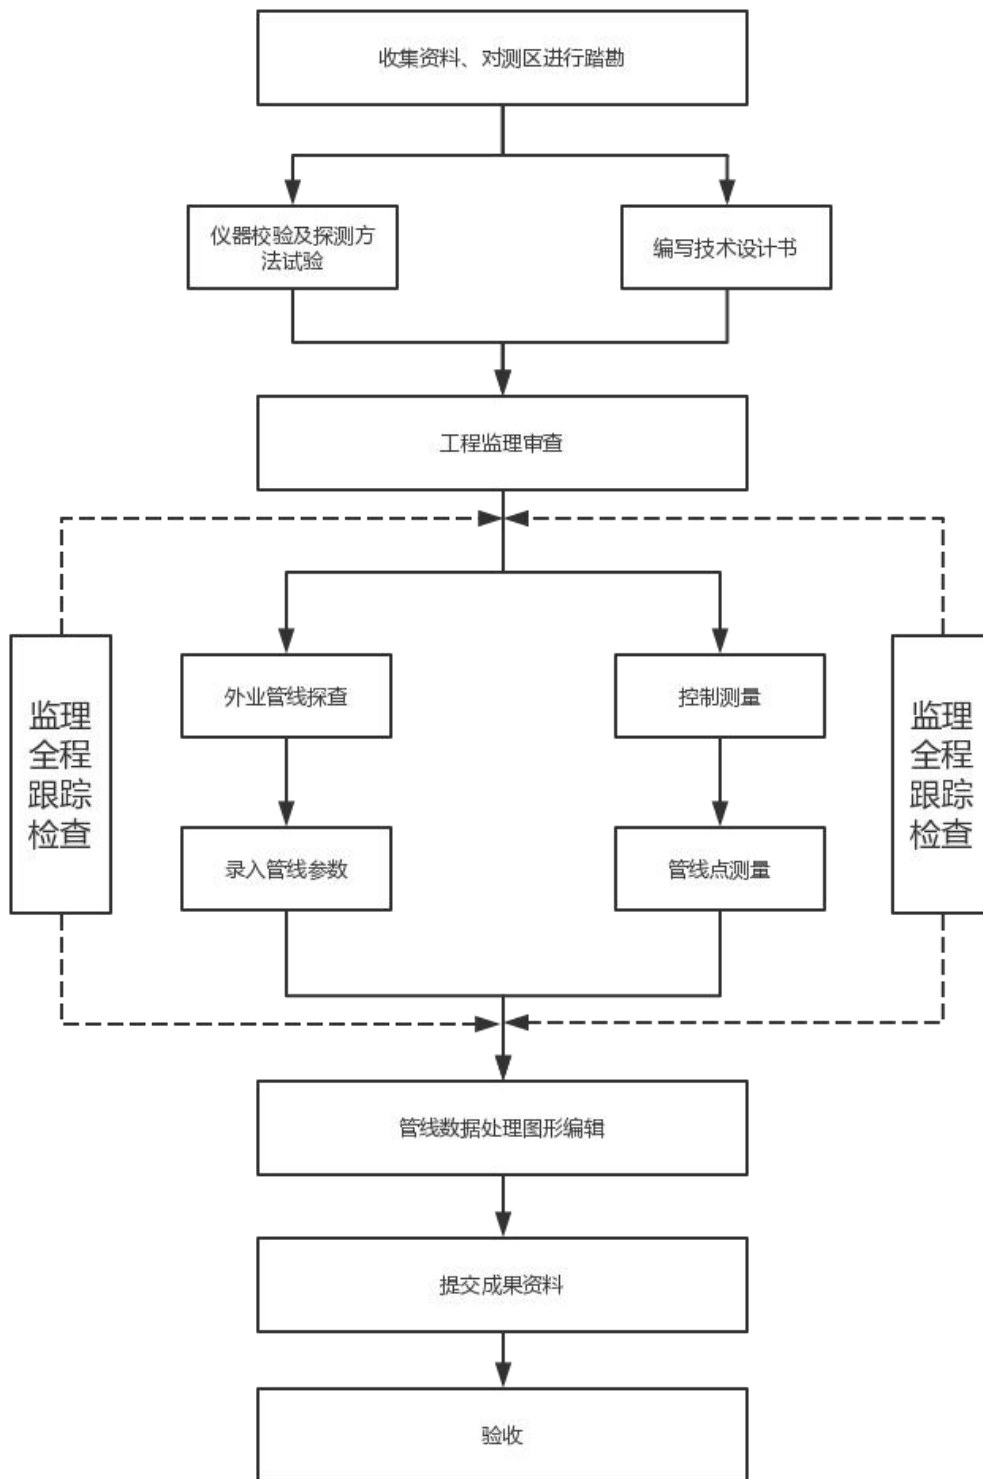 收集资料、对测区进行踏勘
仪器校验及探测方
法试验
编写技术设计书
工程监理审查
监理
全程
跟踪
检查
外业管线探查
控制测量
监理
全程
跟踪
检查
录入管线参数
管线点测量
管线数据处理图形编辑
提交成果资料
验收